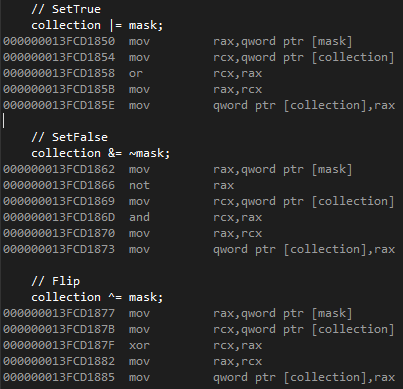 // SetTrue
collection |= mask;
000000013FCD1850 mov rax,qword ptr [mask]
000000013FCD1854 mov rcx,qword ptr [collection]
000000013FCD1858 or rcx,rax
000000013FCD185B mov rax,rcx
000000013FCD185E mov qword ptr [collection],rax
// SetFalse
collection &= ~mask;
000000013FCD1862 mov rax,qword ptr [mask]
000000013FCD1866 not rax
000000013FCD1869 mov rcx,qword ptr [collection]
000000013FCD186D and rcx,rax
000000013FCD1870 mov rax,rcx
000000013FCD1873 mov qword ptr [collection],rax
// Flip
collection ^= mask;
000000013FCD1877 mov rax,qword ptr [mask]
000000013FCD187B mov rcx,qword ptr [collection]
000000013FCD187F xor rcx,rax
000000013FCD1882 mov rax,rcx
000000013FCD1885 mov qword ptr [collection],rax